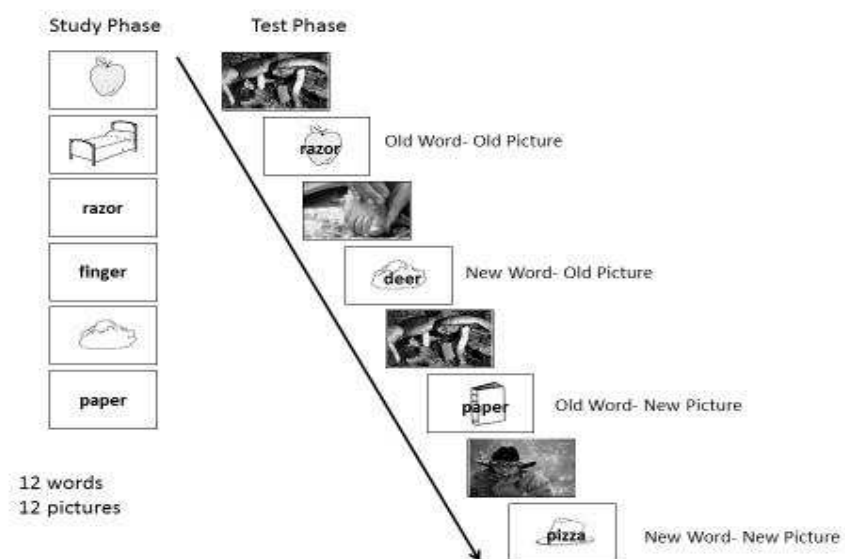 Study Phase
Test Phase
razor
Old Word- Old Picture
razor
deer
New Word- Old Picture
finger
paper
paper
Old Word- New Picture
12 words
12 pictures
pizza
New Word- New Picture